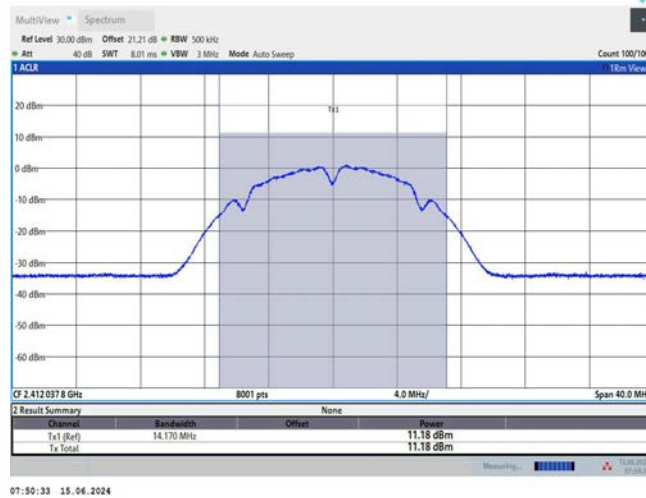 MultiView Spectrum
Ref Level 30.00 dBm Offset 21.21 dB RBW 500 kHz
Att 40 dB SWT 8.01 ms VBW 3 MHz Mode Auto Sweep Count 100/100
1 ACLR 1Rm View
Tx1
20 dBm
10 dBm
0 dBm
-10 dBm
-20 dBm
-30 dBm
-40 dBm
-50 dBm
-60 dBm
CF 2.412 037 8 GHz 8001 pts 4.0 MHz/ Span 40.0 MH
2 Result Summary None
Channel Bandwidth Offset Power
Tx1 (Ref) 14.170 MHz 11.18 dBm
Tx Total 11.18 dBm
Measuring...
07:50:33 15.06.2024